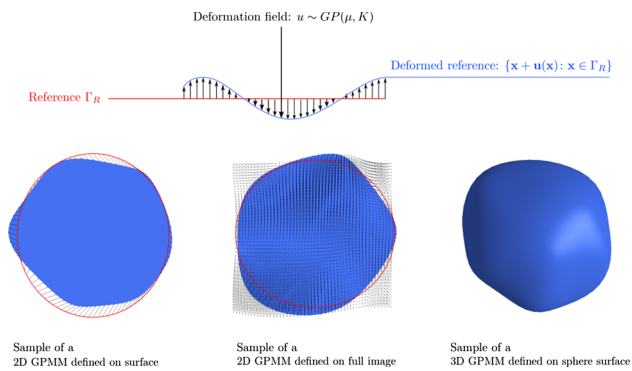 Deformation field: u ∼ GP(μ, K)
Deformed reference: {x + u(x): x ∈ Γ_R}
Reference Γ_R
Sample of a
2D GPMM defined on surface
Sample of a
2D GPMM defined on full image
Sample of a
3D GPMM defined on sphere surface